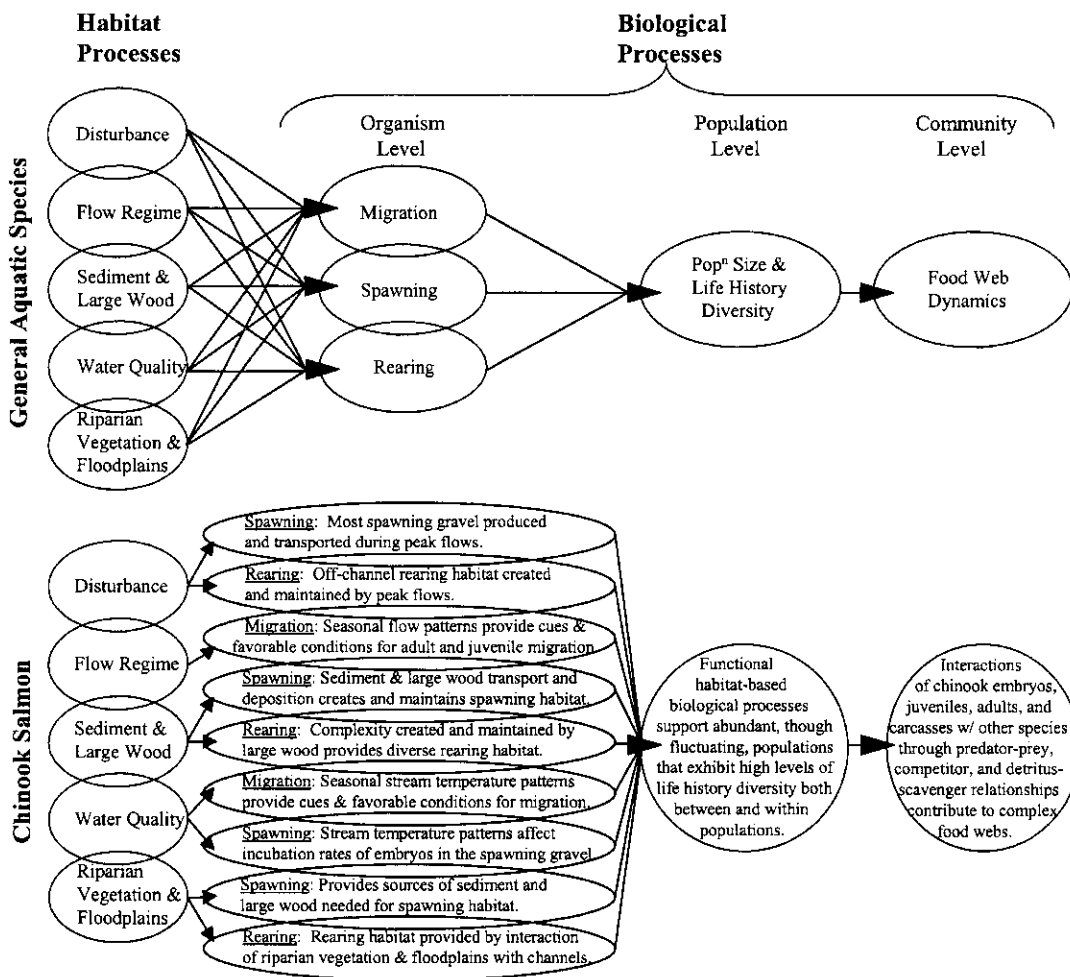 Habitat
Processes
Biological
Processes
Organism
Level
Population
Level
Community
Level
General Aquatic Species
Disturbance
Flow Regime
Sediment &
Large Wood
Water Quality
Riparian
Vegetation &
Floodplains
Migration
Spawning
Rearing
Popⁿ Size &
Life History
Diversity
Food Web
Dynamics
Chinook Salmon
Disturbance
Flow Regime
Sediment &
Large Wood
Water Quality
Riparian
Vegetation &
Floodplains
Spawning: Most spawning gravel produced
and transported during peak flows.
Rearing: Off-channel rearing habitat created
and maintained by peak flows.
Migration: Seasonal flow patterns provide cues &
favorable conditions for adult and juvenile migration
Spawning: Sediment & large wood transport and
deposition creates and maintains spawning habitat.
Rearing: Complexity created and maintained by
large wood provides diverse rearing habitat.
Migration: Seasonal stream temperature patterns
provide cues & favorable conditions for migration.
Spawning: Stream temperature patterns affect
incubation rates of embryos in the spawning gravel
Spawning: Provides sources of sediment and
large wood needed for spawning habitat.
Rearing: Rearing habitat provided by interaction
of riparian vegetation & floodplains with channels.
Functional
habitat-based
biological processes
support abundant, though
fluctuating, populations
that exhibit high levels of
life history diversity both
between and within
populations.
Interactions
of chinook embryos,
juveniles, adults, and
carcasses w/ other species
through predator-prey,
competitor, and detritus-
scavenger relationships
contribute to complex
food webs.